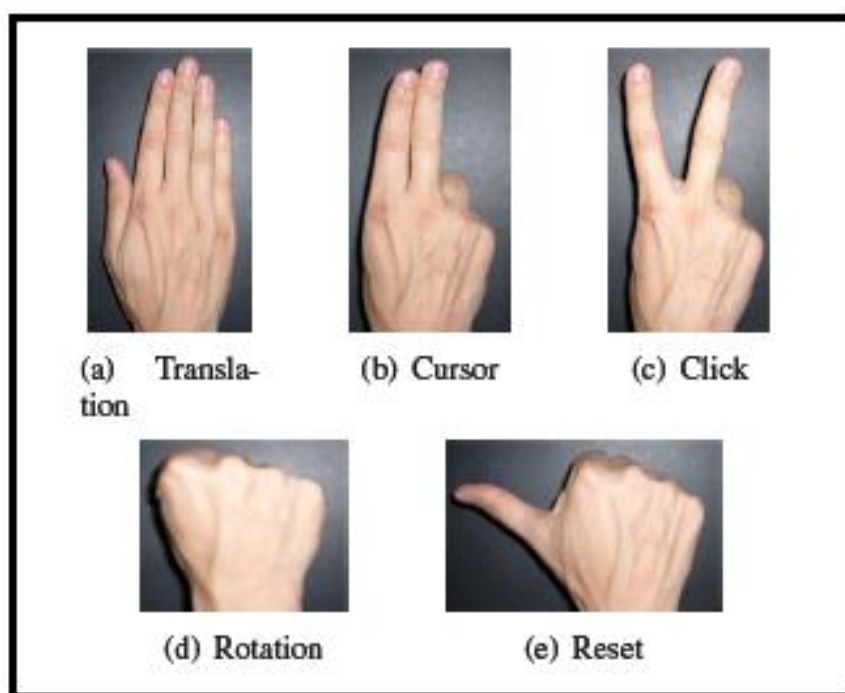 (a) Transla-
tion
(b) Cursor
(c) Click
(d) Rotation
(e) Reset